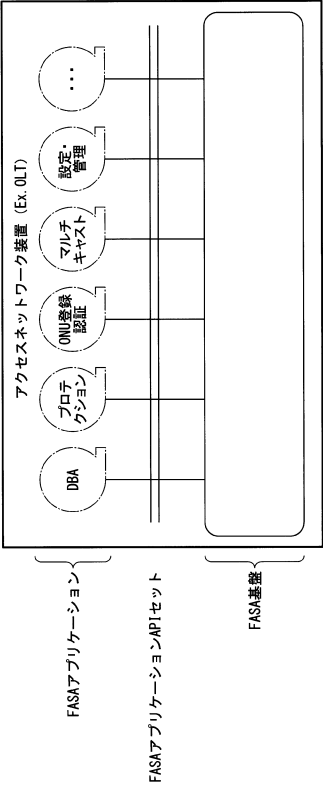 アクセスネットワーク装置 (Ex. OLT)
DBA
プロテ
クション
ONU登録
認証
マルチ
キャスト
設定・
管理
...
FASAアプリケーション
FASAアプリケーションAPIセット
FASA基盤